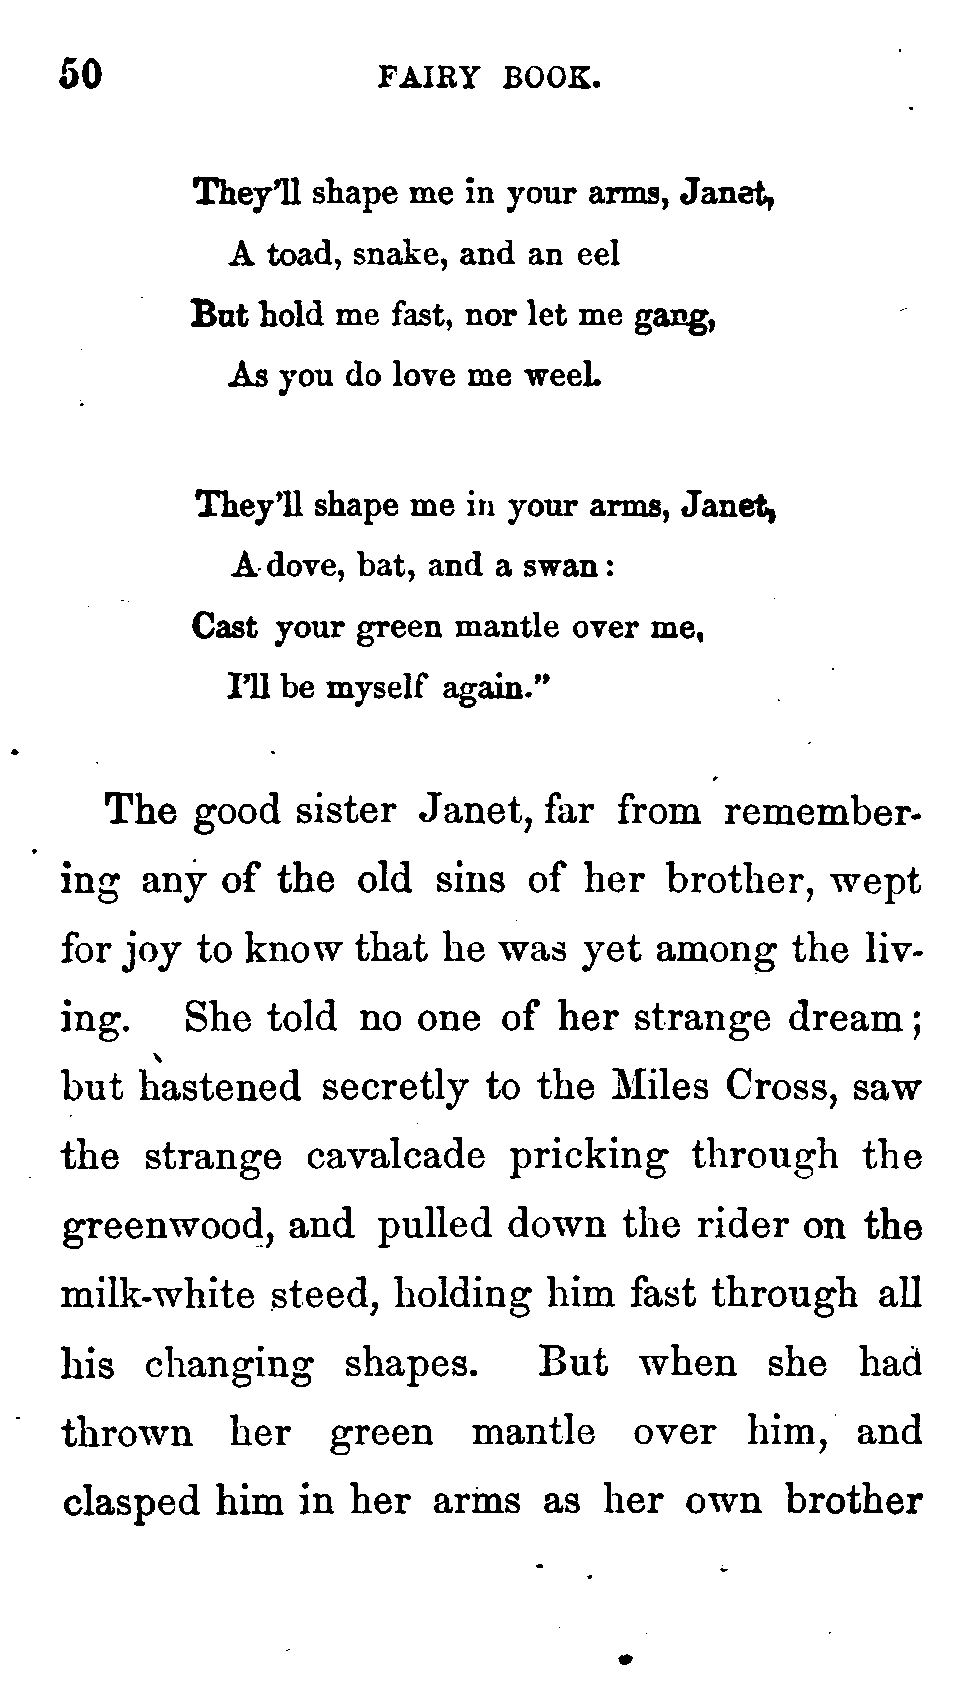 50 FAIRY BOOK.
They'll shape me in your arms, Janet,
A toad, snake, and an eel
But hold me fast, nor let me gang,
As you do love me weel.
They'll shape me in your arms, Janet,
A dove, bat, and a swan:
Cast your green mantle over me,
I'll be myself again."
The good sister Janet, far from remember-
ing any of the old sins of her brother, wept
for joy to know that he was yet among the liv-
ing. She told no one of her strange dream;
but hastened secretly to the Miles Cross, saw
the strange cavalcade pricking through the
greenwood, and pulled down the rider on the
milk-white steed, holding him fast through all
his changing shapes. But when she had
thrown her green mantle over him, and
clasped him in her arms as her own brother